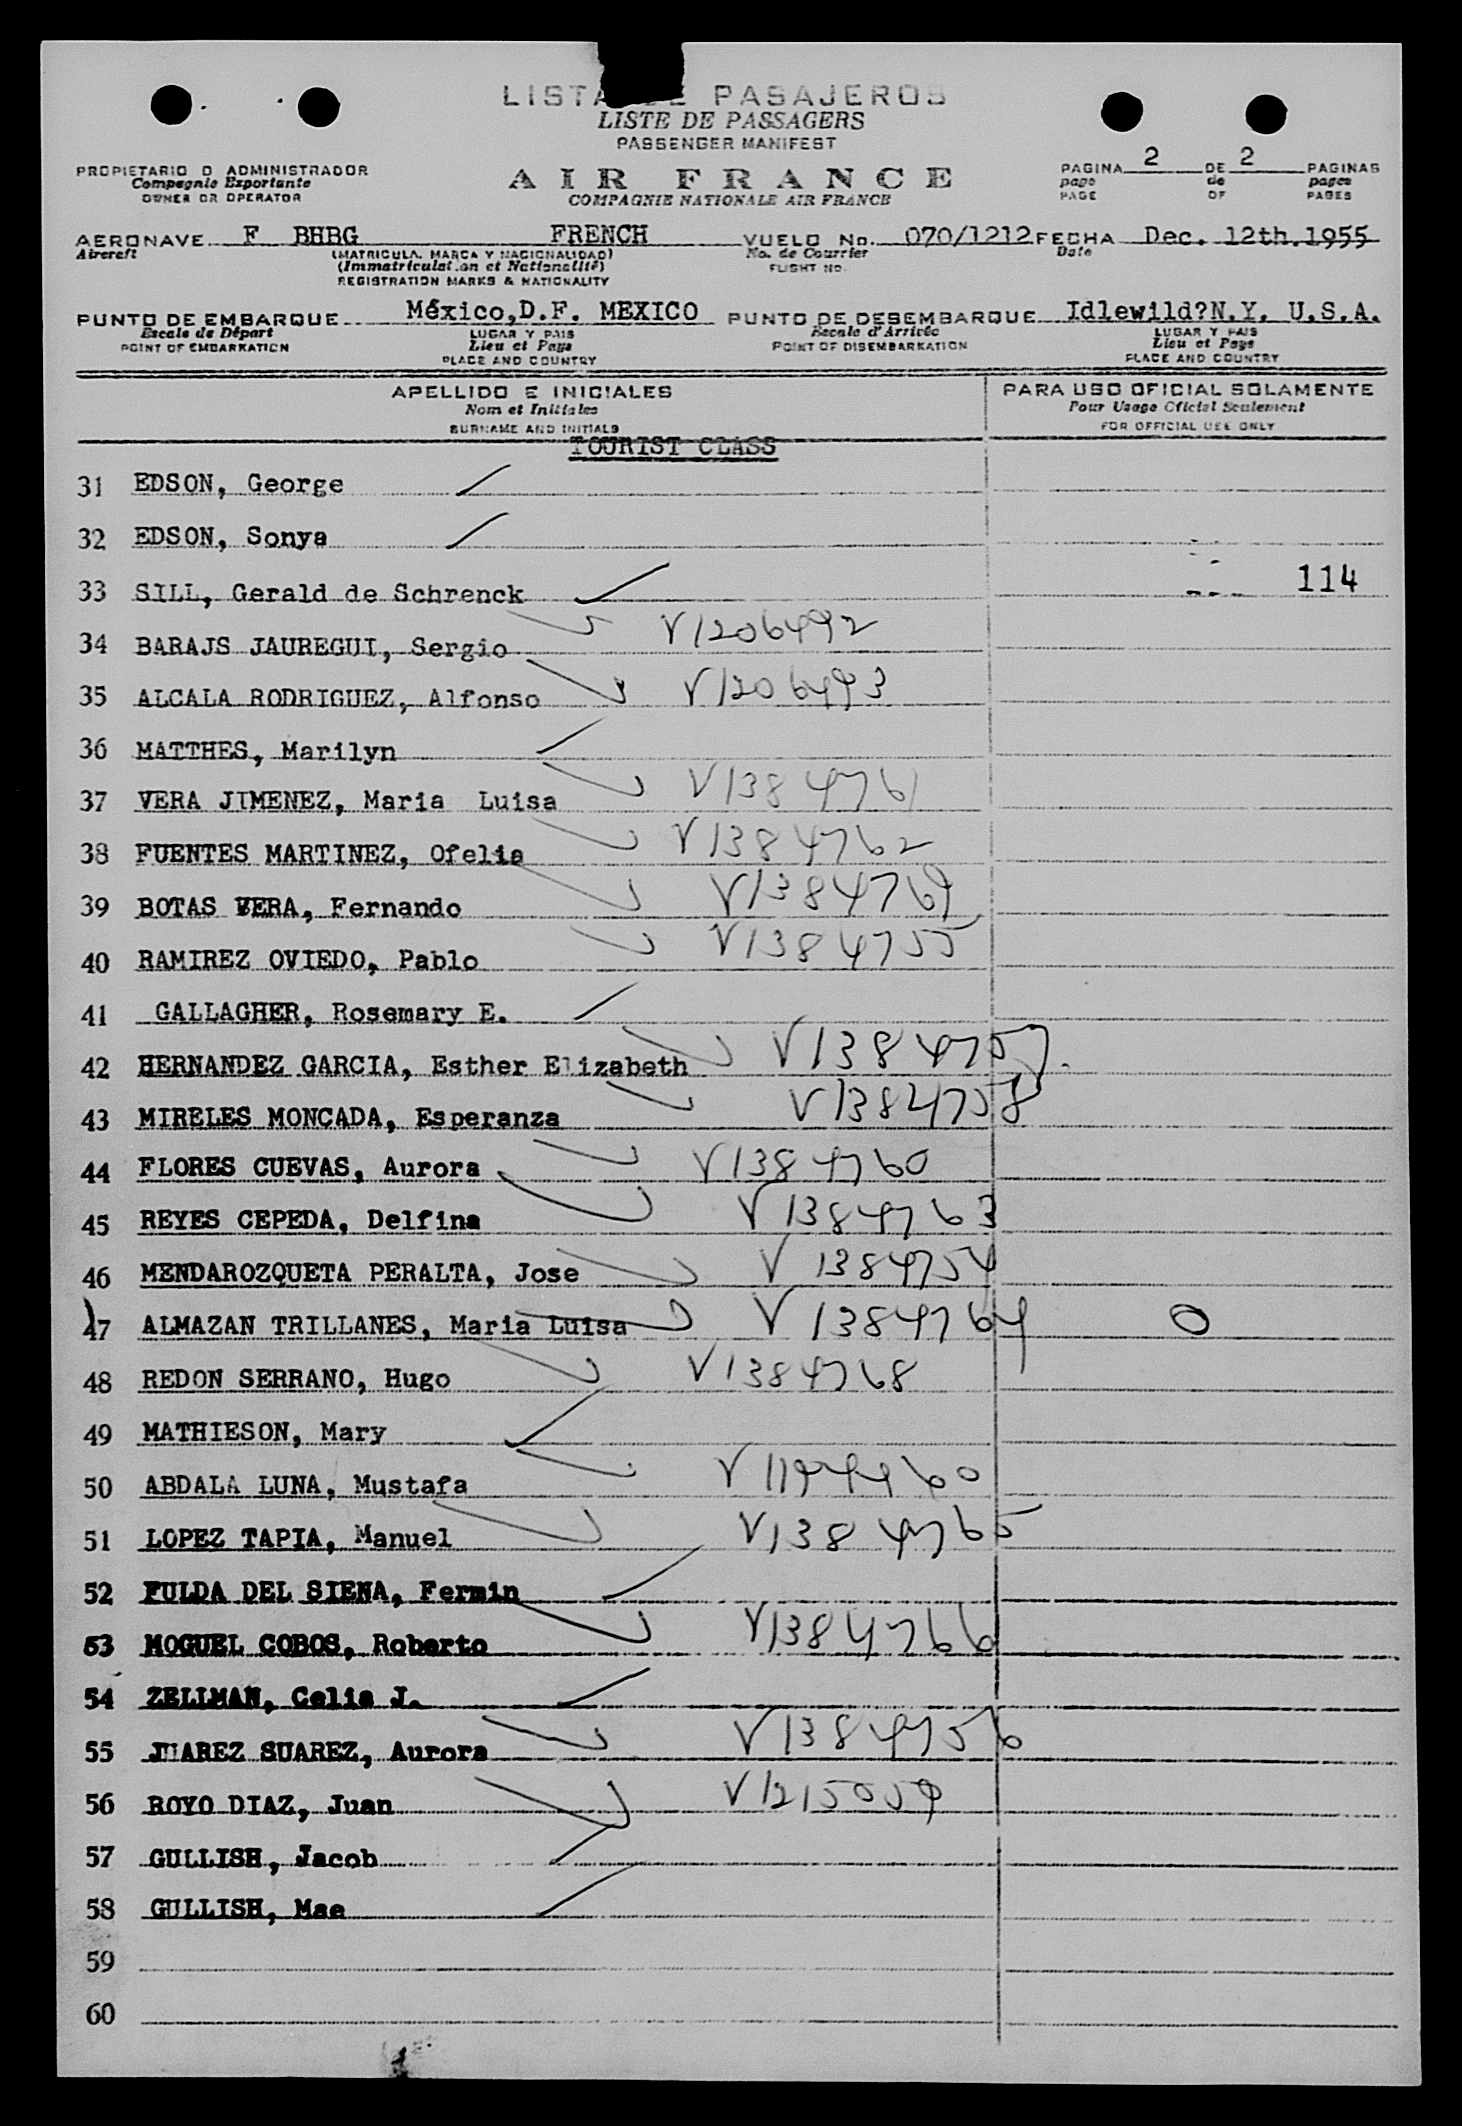 LISTA DE PASAJEROS
LISTE DE PASSAGERS
PASSENGER MANIFEST
PROPIETARIO O ADMINISTRADOR
Compagnie Exportante
OWNER OR OPERATOR
AIR FRANCE
COMPAGNIE NATIONALE AIR FRANCE
PAGINA 2 DE 2 PAGINAS
page de pages
PAGE OF PAGES
AERONAVE F BHBG FRENCH VUELO No. 070/1212 FECHA Dec. 12th.1955
Aircraft (MATRICULA, MARCA Y NACIONALIDAD) No. de Courrier Date
(Immatriculation et Nationalité) FLIGHT NO.
REGISTRATION MARKS & NATIONALITY
PUNTO DE EMBARQUE México,D.F. MEXICO PUNTO DE DESEMBARQUE Idlewild?N.Y. U.S.A.
Escale de Départ LUGAR Y PAIS Escale d'Arrivée LUGAR Y PAIS
POINT OF EMBARKATION Lieu et Pays POINT OF DISEMBARKATION Lieu et Pays
PLACE AND COUNTRY PLACE AND COUNTRY
APELLIDO E INICIALES PARA USO OFICIAL SOLAMENTE
Nom et Initiales Pour Usage Oficiel Seulement
SURNAME AND INITIALS FOR OFFICIAL USE ONLY
TOURIST CLASS
31 EDSON, George
32 EDSON, Sonya
33 SILL, Gerald de Schrenck 114
34 BARAJS JAUREGUI, Sergio V1206492
35 ALCALA RODRIGUEZ, Alfonso V1206493
36 MATTHES, Marilyn
37 VERA JIMENEZ, Maria Luisa V1384761
38 FUENTES MARTINEZ, Ofelia V1384762
39 BOTAS VERA, Fernando V1384769
40 RAMIREZ OVIEDO, Pablo V1384755
41 GALLAGHER, Rosemary E.
42 HERNANDEZ GARCIA, Esther Elizabeth V1384757
43 MIRELES MONCADA, Esperanza V1384758
44 FLORES CUEVAS, Aurora V1384760
45 REYES CEPEDA, Delfina V1384763
46 MENDAROZQUETA PERALTA, Jose V1384754
47 ALMAZAN TRILLANES, Maria Luisa V1384764 0
48 REDON SERRANO, Hugo V1384768
49 MATHIESON, Mary
50 ABDALA LUNA, Mustafa
51 LOPEZ TAPIA, Manuel V1384765
52 FULDA DEL SIENA, Fermin
53 MOGUEL COBOS, Roberto V1384766
54 ZELLMAN, Celia J.
55 JUAREZ SUAREZ, Aurora V1384756
56 ROYO DIAZ, Juan V1215059
57 GULLISH, Jacob
58 GULLISH, Mae
59
60